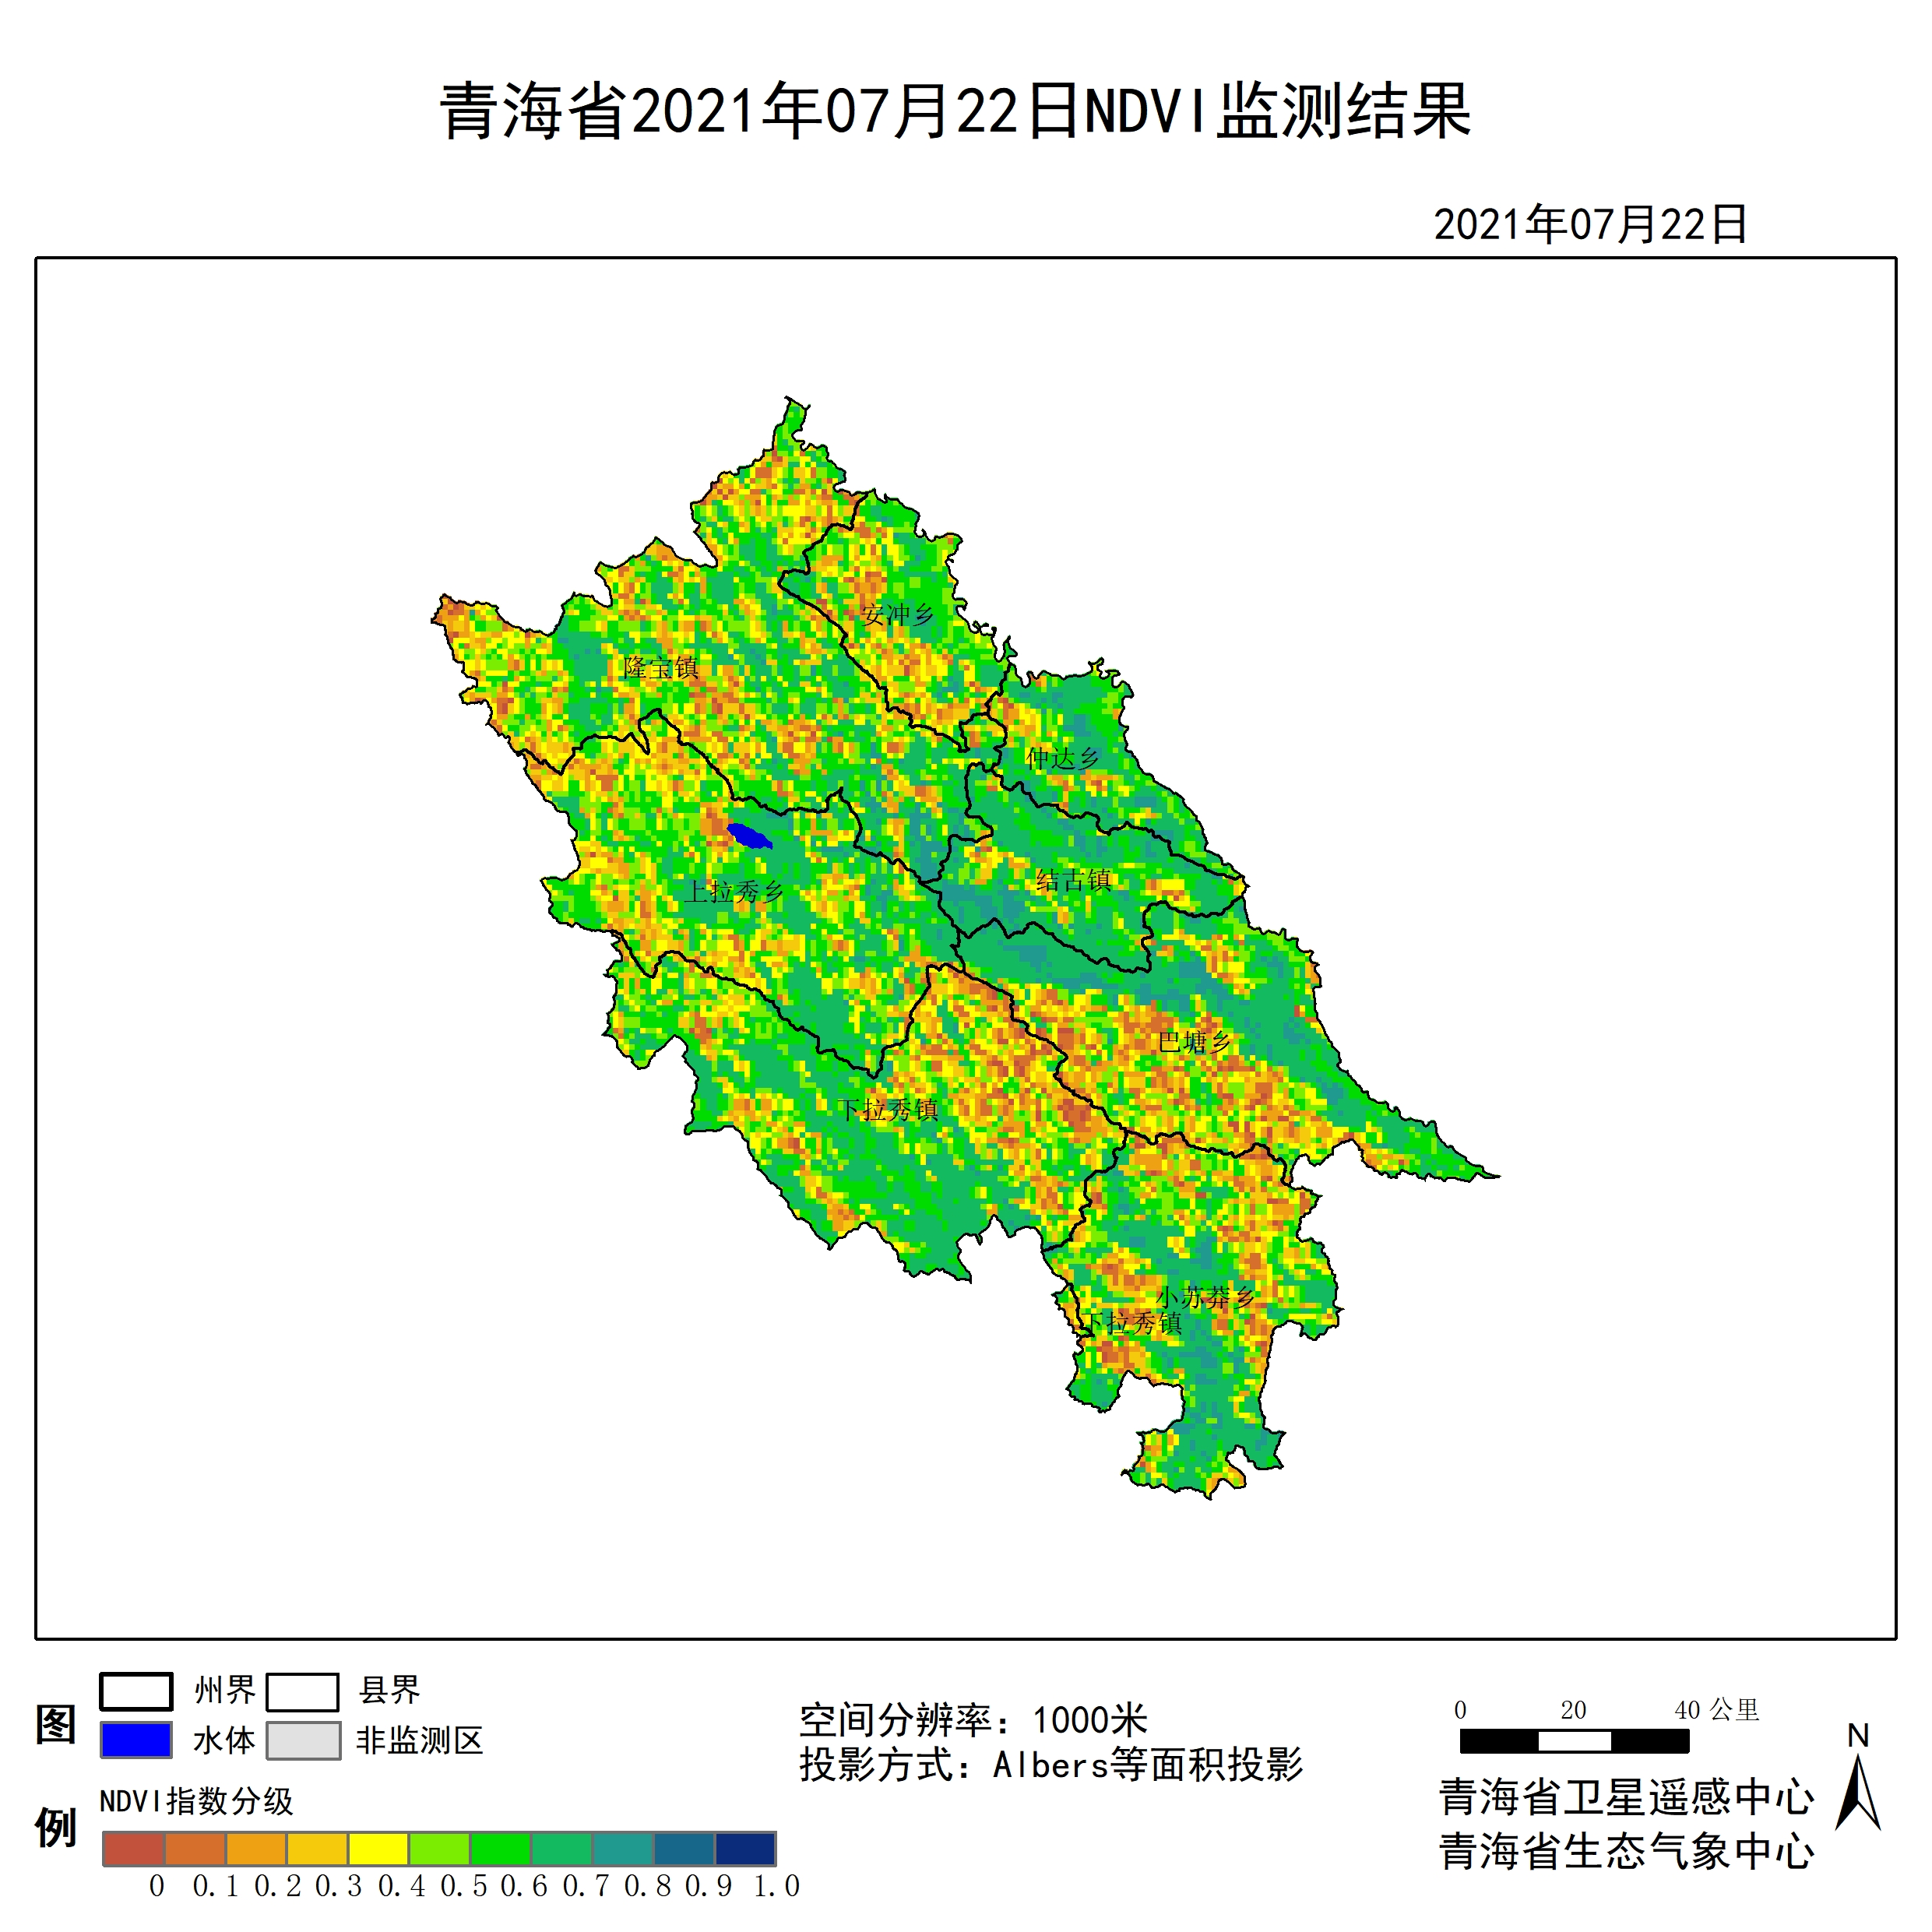 青海省2021年07月22日NDVI监测结果
2021年07月22日
安冲乡
隆宝镇
仲达乡
结古镇
上拉秀乡
巴塘乡
下拉秀镇
小苏莽乡
下拉秀镇
图例
州界 县界
水体 非监测区
NDVI指数分级
0 0.1 0.2 0.3 0.4 0.5 0.6 0.7 0.8 0.9 1.0
空间分辨率：1000米
投影方式：Albers等面积投影
0 20 40 公里
N
青海省卫星遥感中心
青海省生态气象中心